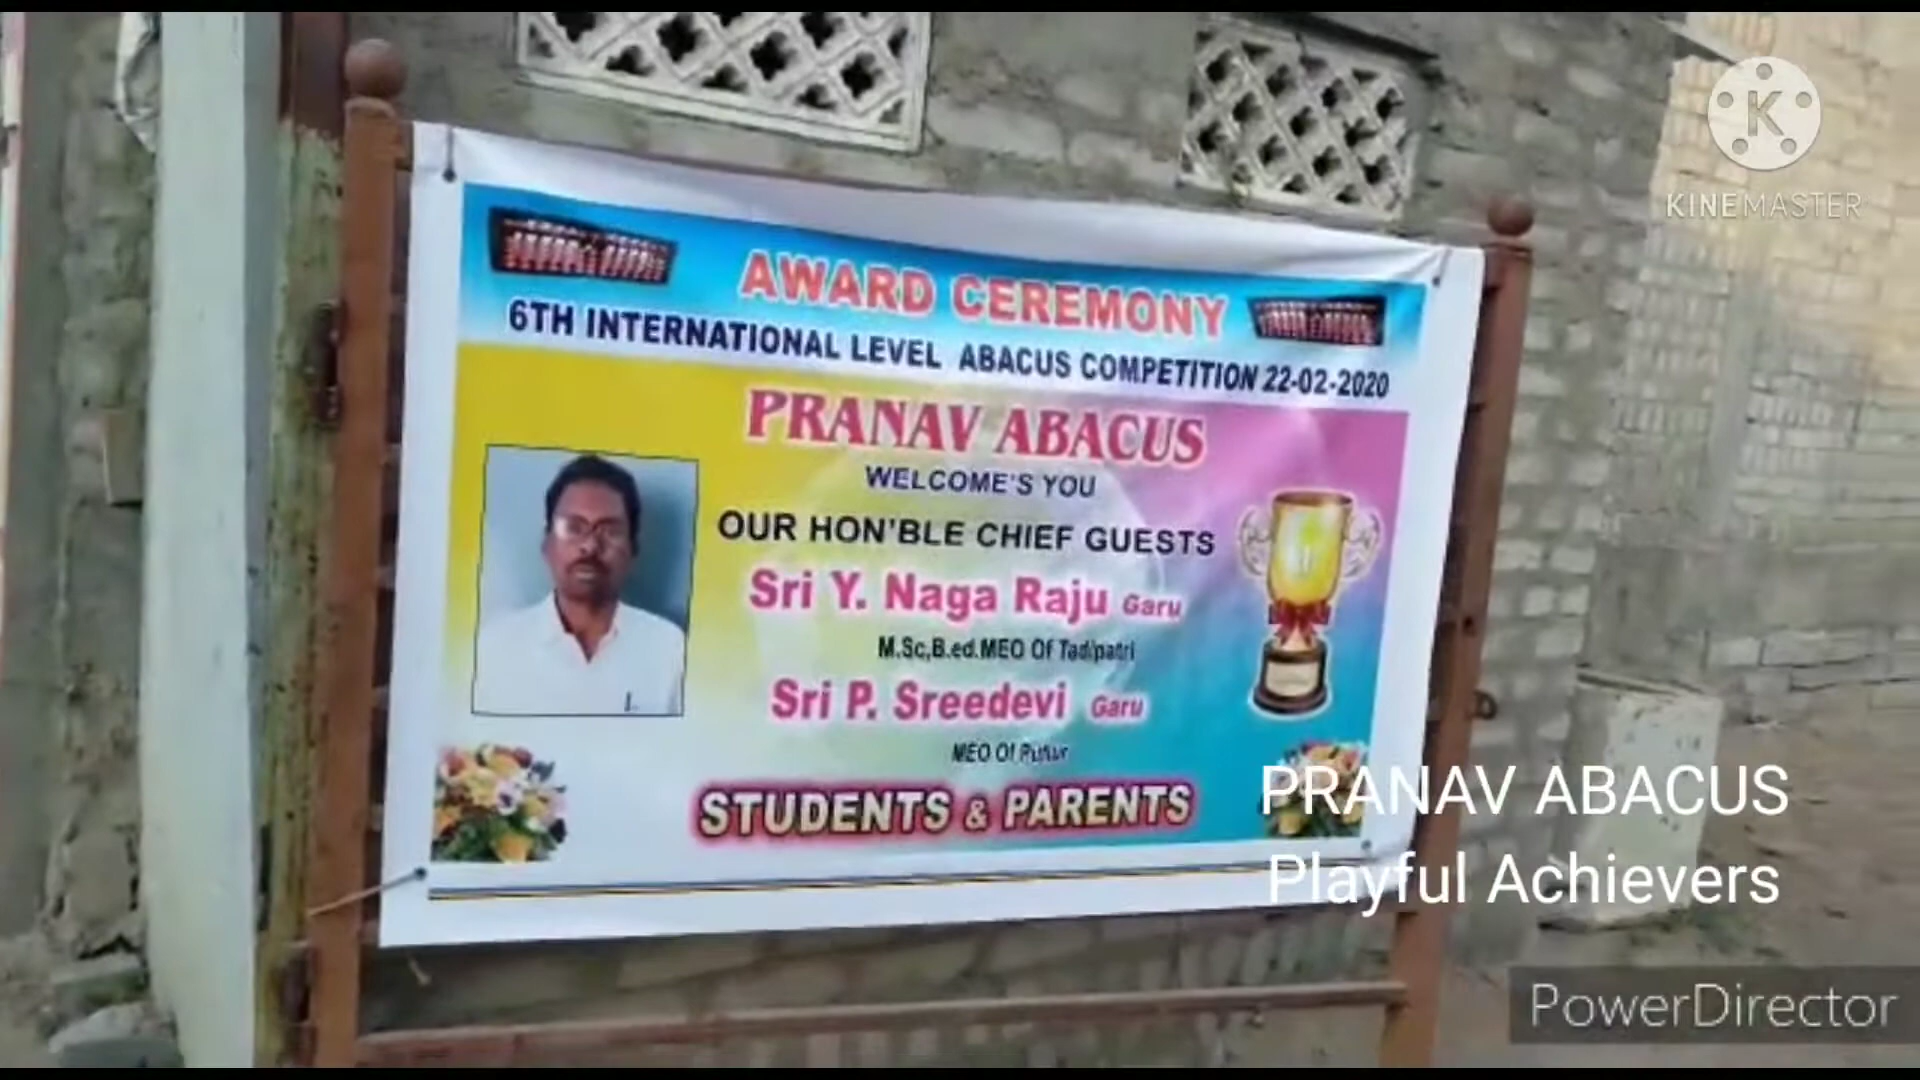 KINEMASTER
AWARD CEREMONY
6TH INTERNATIONAL LEVEL ABACUS COMPETITION 22-02-2020
PRANAV ABACUS
WELCOME'S YOU
OUR HON'BLE CHIEF GUESTS
Sri Y. Naga Raju Garu
M.Sc,B.ed.MEO Of Tadipatri
Sri P. Sreedevi Garu
MEO Of
STUDENTS & PARENTS
PRANAV ABACUS
Playful Achievers
PowerDirector